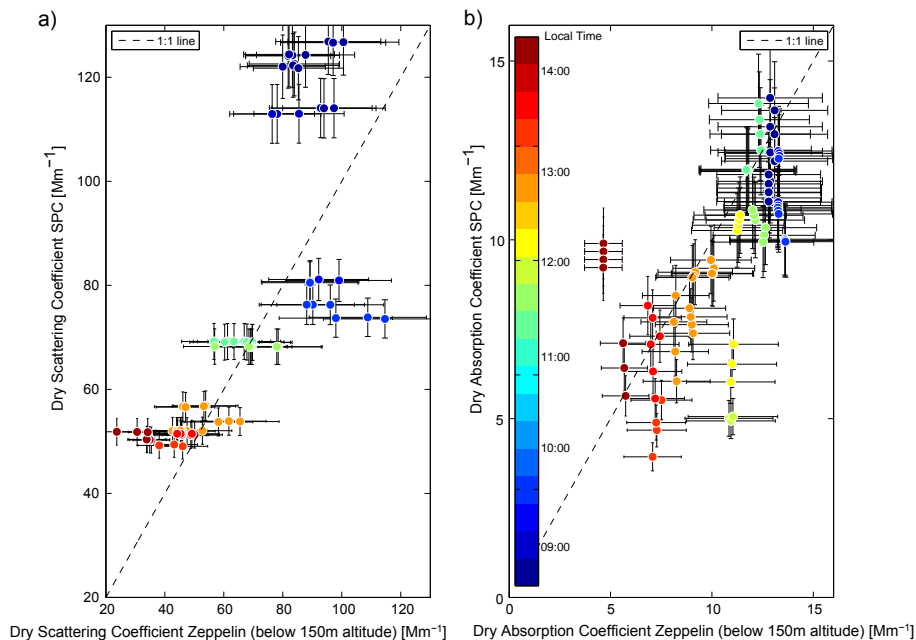 a)
1:1 line
120
100
80
60
40
20
20
40
60
80
100
120
Dry Scattering Coefficient SPC [Mm⁻¹]
Dry Scattering Coefficient Zeppelin (below 150m altitude) [Mm⁻¹]
b)
Local Time
1:1 line
14:00
13:00
12:00
11:00
10:00
09:00
15
10
5
0
0
5
10
15
Dry Absorption Coefficient SPC [Mm⁻¹]
Dry Absorption Coefficient Zeppelin (below 150m altitude) [Mm⁻¹]